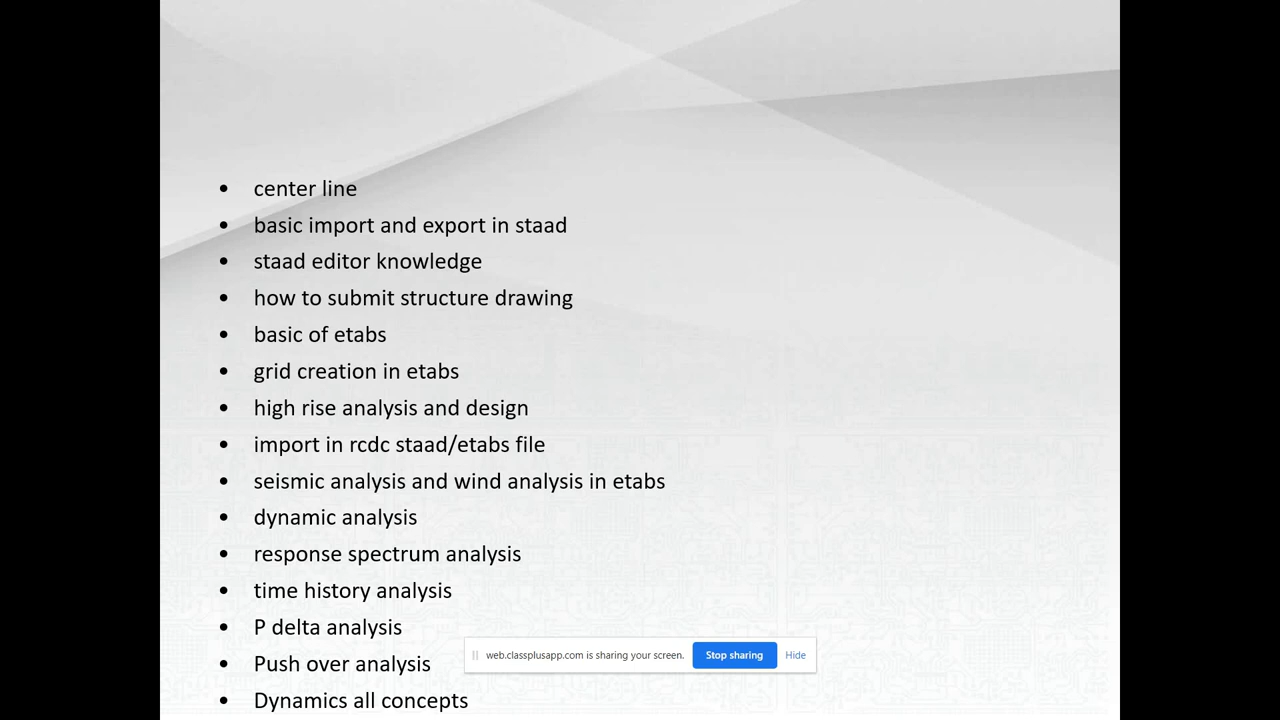 • center line
• basic import and export in staad
• staad editor knowledge
• how to submit structure drawing
• basic of etabs
• grid creation in etabs
• high rise analysis and design
• import in rcdc staad/etabs file
• seismic analysis and wind analysis in etabs
• dynamic analysis
• response spectrum analysis
• time history analysis
• P delta analysis
web.classplusapp.com is sharing your screen. Stop sharing Hide
• Push over analysis
• Dynamics all concepts